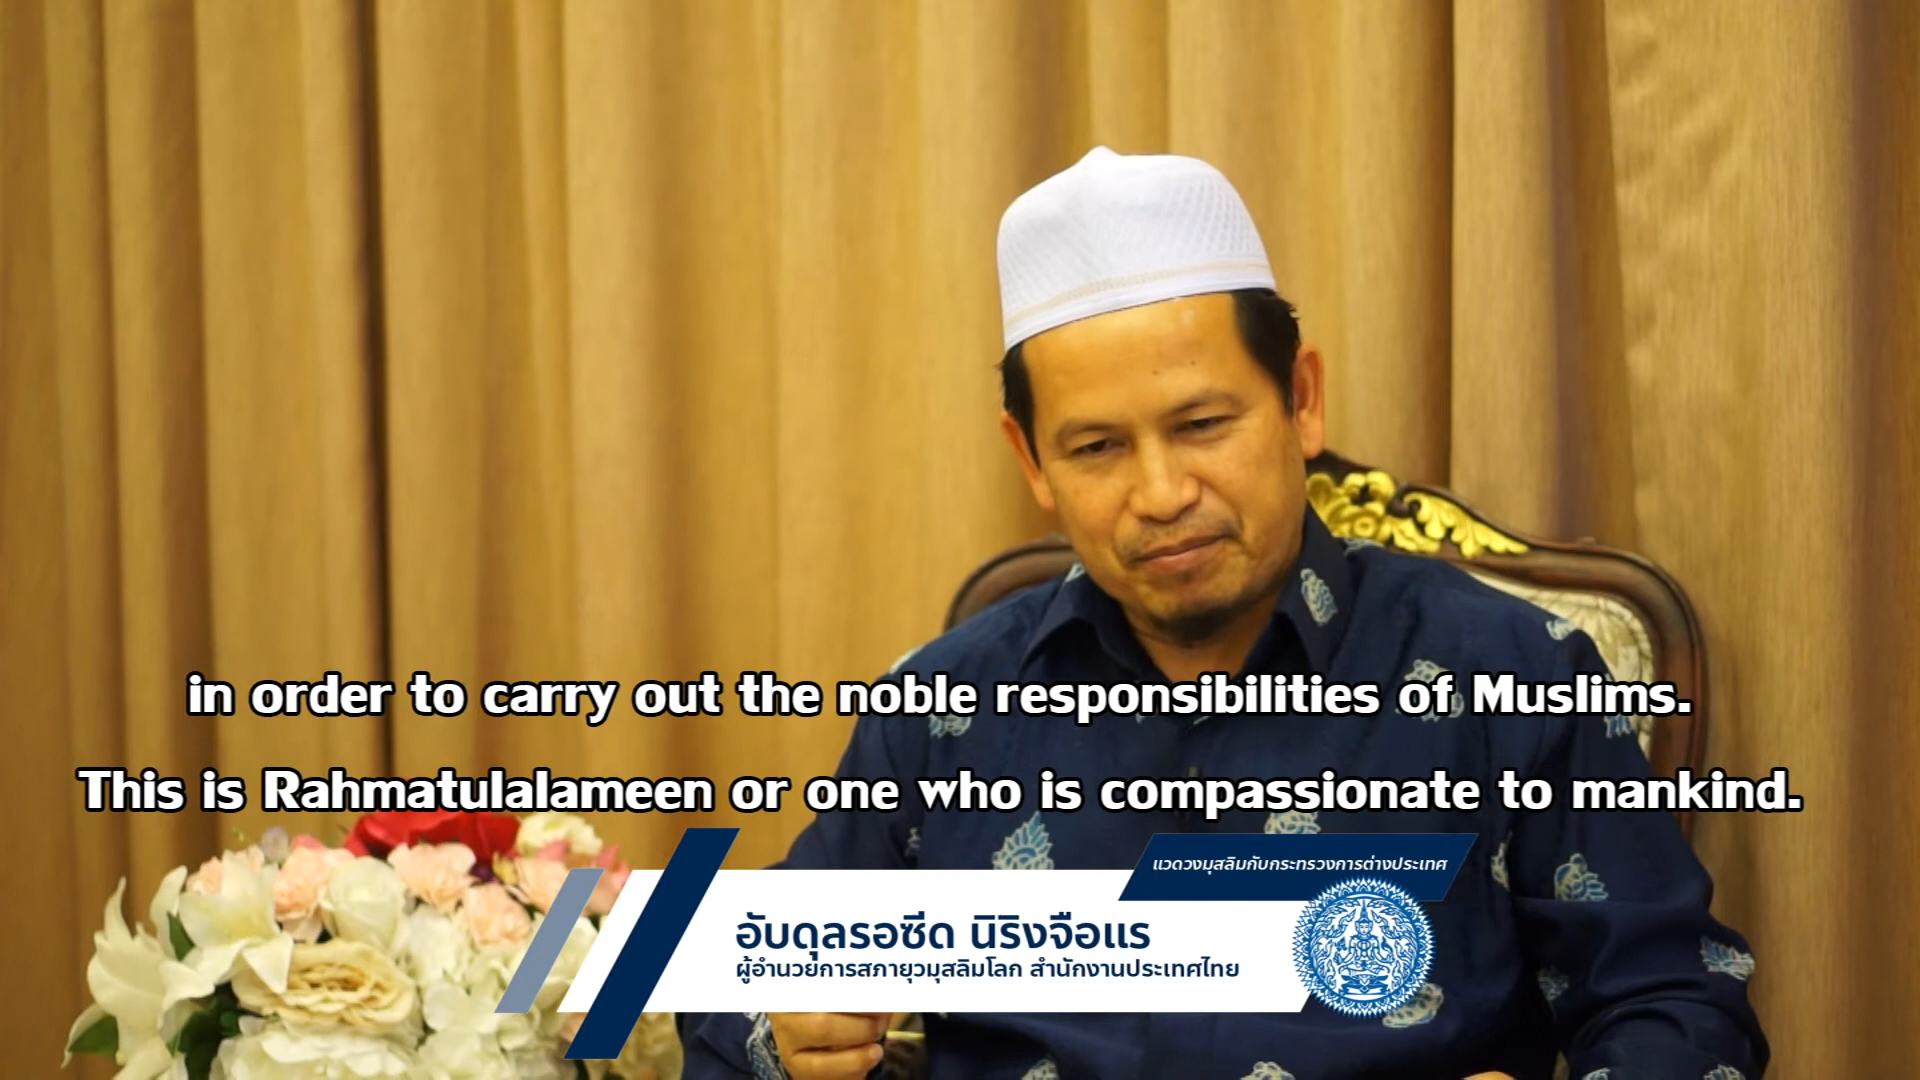 in order to carry out the noble responsibilities of Muslims.
This is Rahmatulalameen or one who is compassionate to mankind.
แวดวงมุสลิมกับกระทรวงการต่างประเทศ
อับดุลรอซีด นิริงจือแร
ผู้อำนวยการสภายุวมุสลิมโลก สำนักงานประเทศไทย